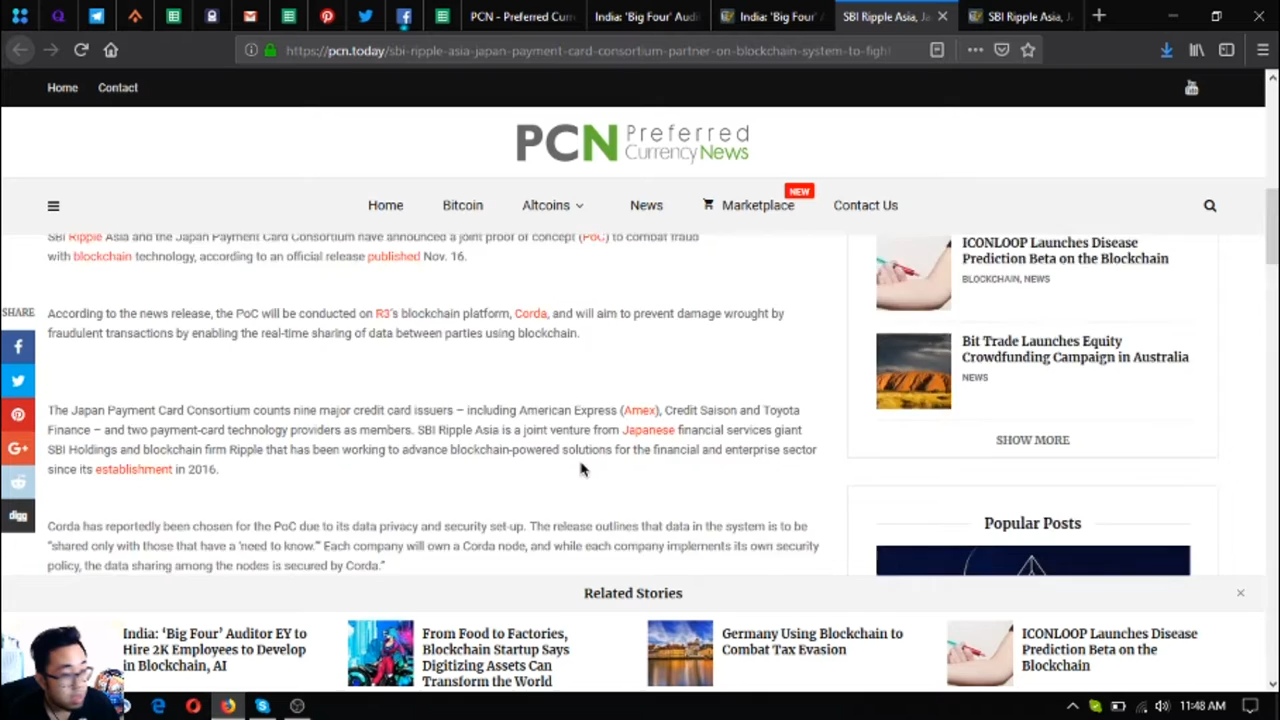 PCN - Preferred Curr
India: 'Big Four' Audi
India: 'Big Four' A
SBI Ripple Asia, Ja
SBI Ripple Asia, J
https://pcn.today/sbi-ripple-asia-japan-payment-card-consortium-partner-on-blockchain-system-to-fight
Home Contact
PCN Preferred Currency News
Home Bitcoin Altcoins News Marketplace NEW Contact Us
SBI Ripple Asia and the Japan Payment Card Consortium have announced a joint proof of concept (PoC) to combat fraud
with blockchain technology, according to an official release published Nov. 16.
SHARE
According to the news release, the PoC will be conducted on R3's blockchain platform, Corda, and will aim to prevent damage wrought by
fraudulent transactions by enabling the real-time sharing of data between parties using blockchain.
The Japan Payment Card Consortium counts nine major credit card issuers – including American Express (Amex), Credit Saison and Toyota
Finance – and two payment-card technology providers as members. SBI Ripple Asia is a joint venture from Japanese financial services giant
SBI Holdings and blockchain firm Ripple that has been working to advance blockchain-powered solutions for the financial and enterprise sector
since its establishment in 2016.
digg
Corda has reportedly been chosen for the PoC due to its data privacy and security set-up. The release outlines that data in the system is to be
“shared only with those that have a ‘need to know.’” Each company will own a Corda node, and while each company implements its own security
policy, the data sharing among the nodes is secured by Corda.”
ICONLOOP Launches Disease
Prediction Beta on the Blockchain
BLOCKCHAIN, NEWS
Bit Trade Launches Equity
Crowdfunding Campaign in Australia
NEWS
SHOW MORE
Popular Posts
Related Stories
India: ‘Big Four’ Auditor EY to
Hire 2K Employees to Develop
in Blockchain, AI
From Food to Factories,
Blockchain Startup Says
Digitizing Assets Can
Transform the World
Germany Using Blockchain to
Combat Tax Evasion
ICONLOOP Launches Disease
Prediction Beta on the
Blockchain
11:48 AM